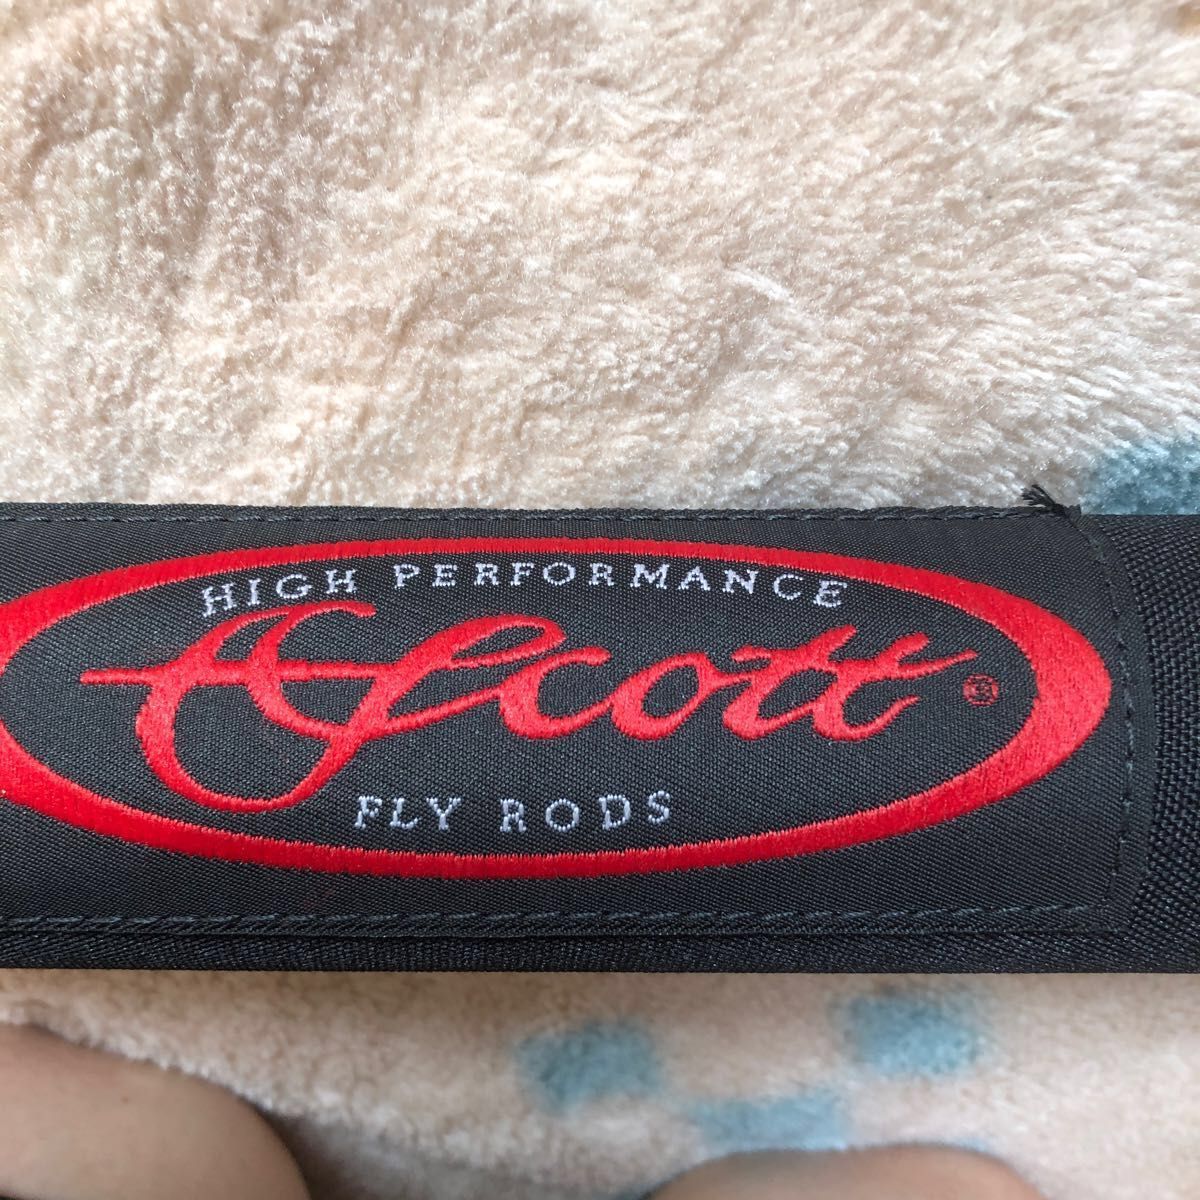 HIGH PERFORMANCE
Scott ®
FLY RODS